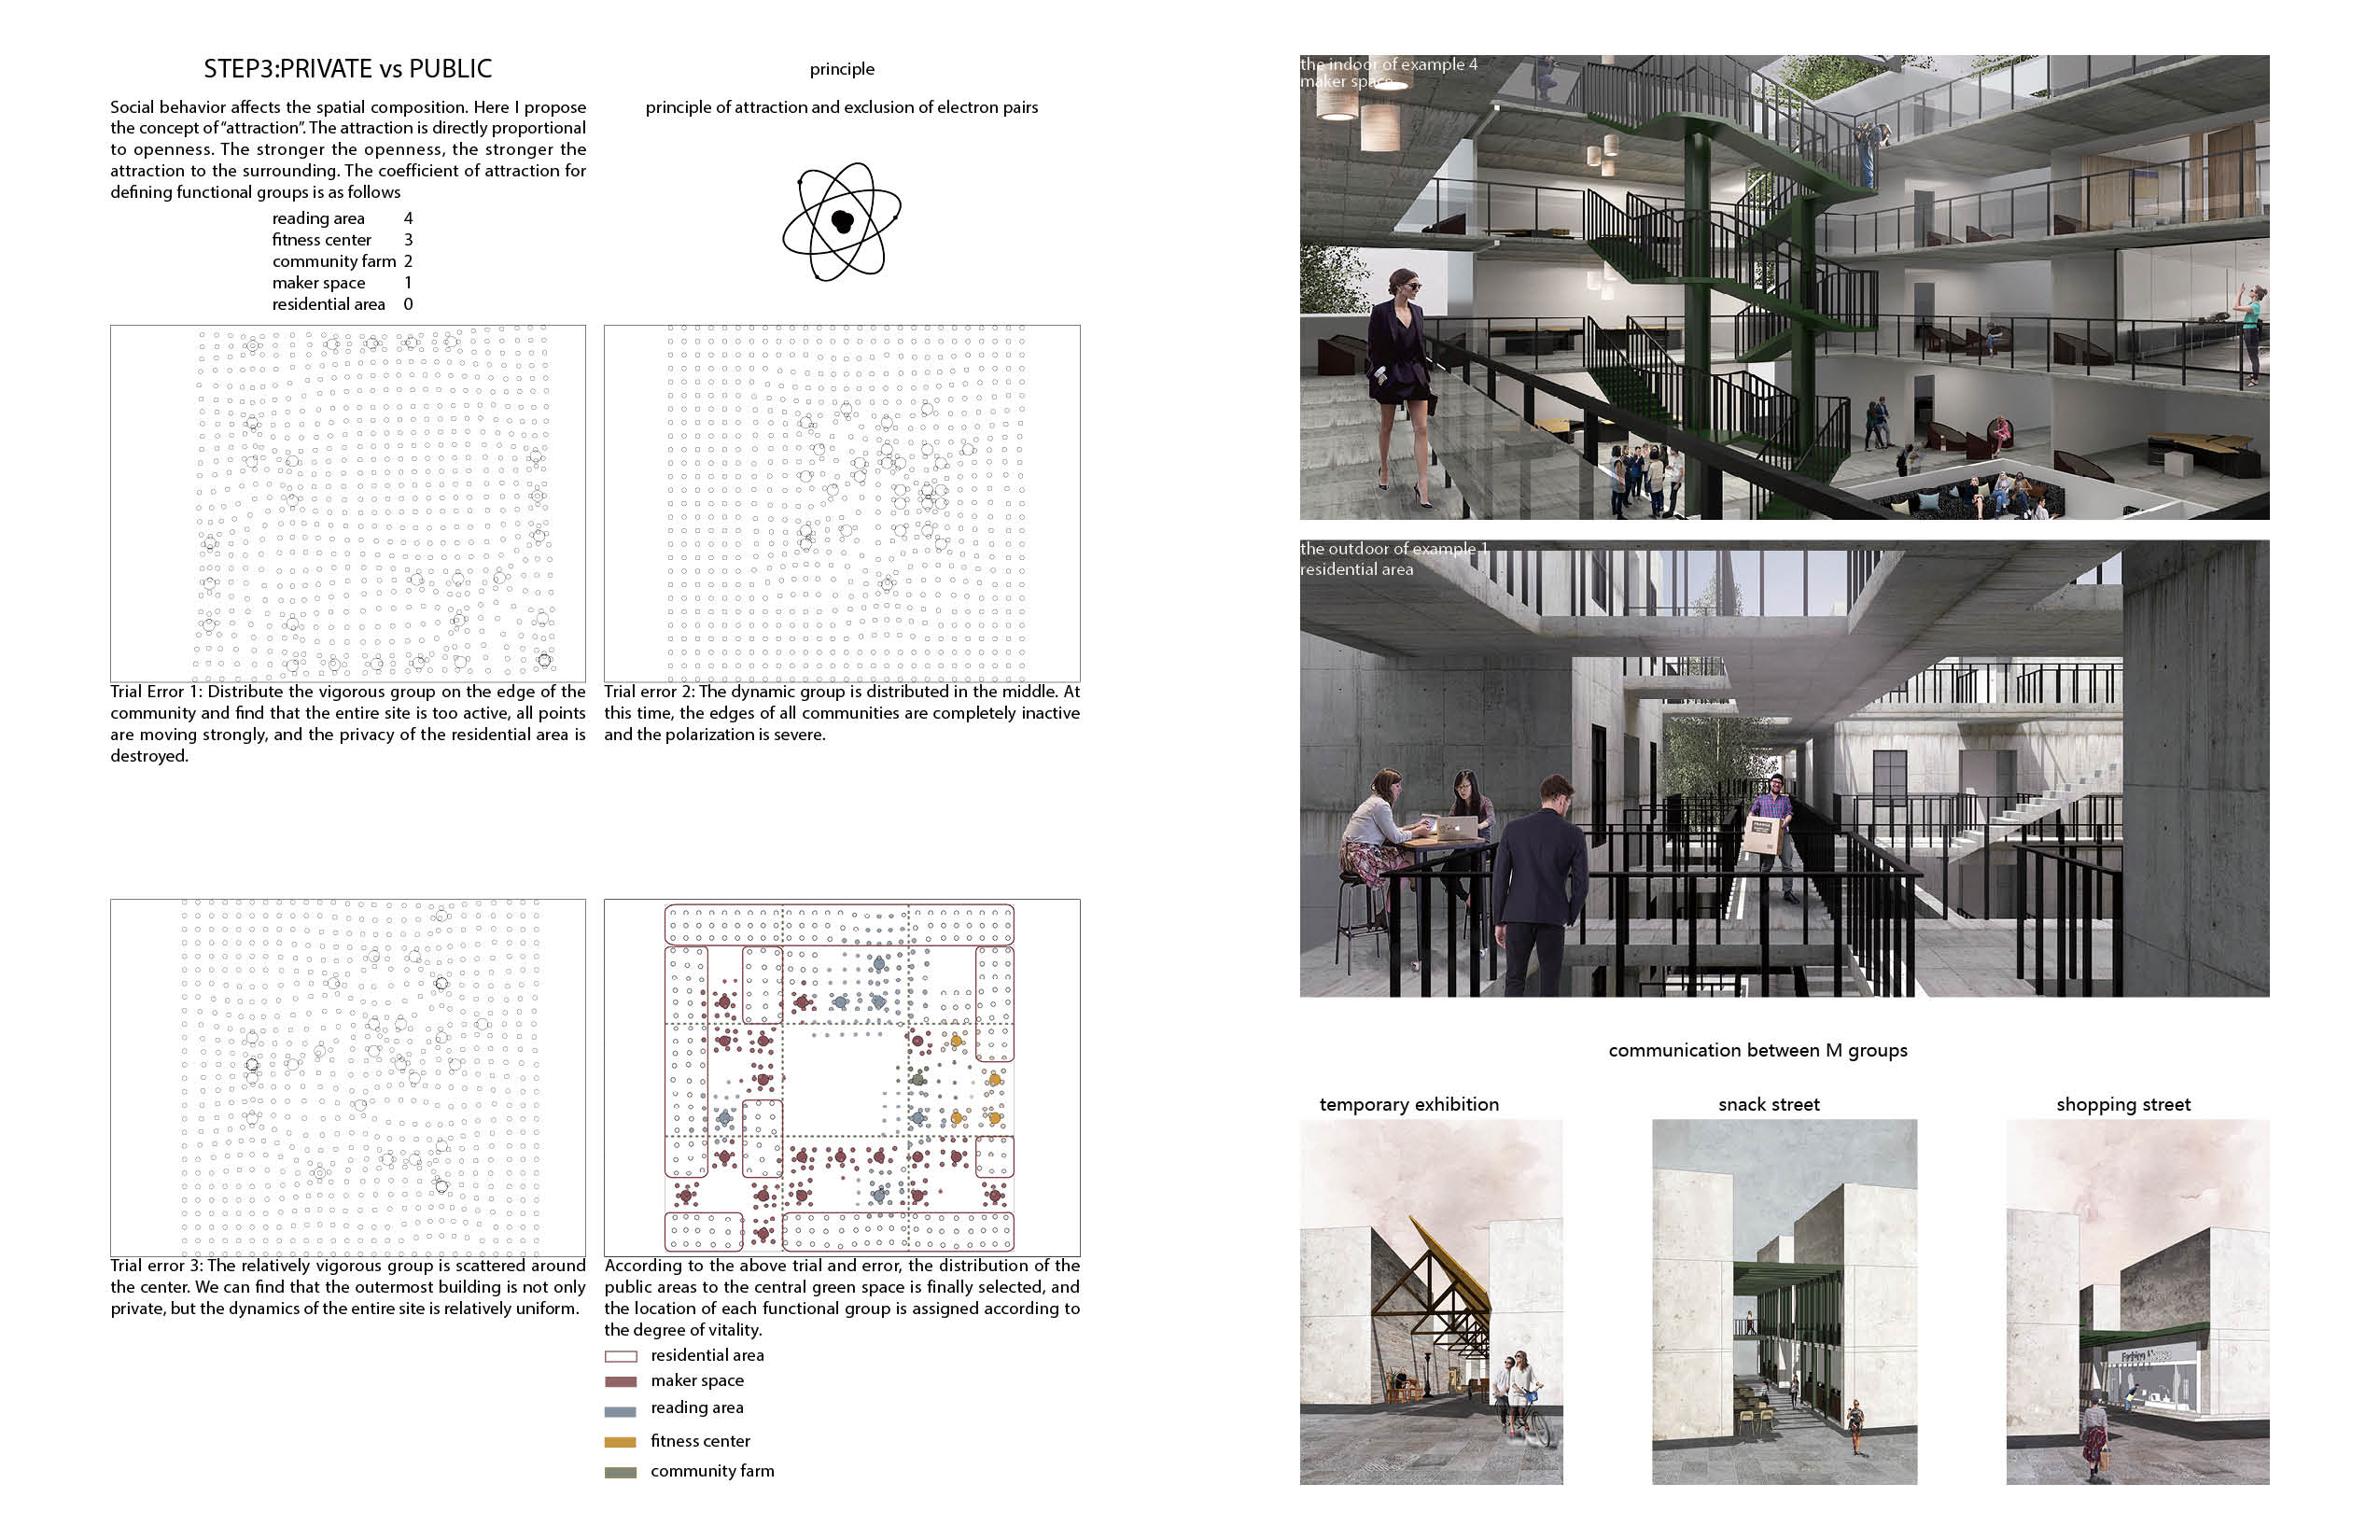 STEP3:PRIVATE vs PUBLIC
Social behavior affects the spatial composition. Here I propose
the concept of “attraction”. The attraction is directly proportional
to openness. The stronger the openness, the stronger the
attraction to the surrounding. The coefficient of attraction for
defining functional groups is as follows
reading area 4
fitness center 3
community farm 2
maker space 1
residential area 0
principle
principle of attraction and exclusion of electron pairs
Trial Error 1: Distribute the vigorous group on the edge of the
community and find that the entire site is too active, all points
are moving strongly, and the privacy of the residential area is
destroyed.
Trial error 2: The dynamic group is distributed in the middle. At
this time, the edges of all communities are completely inactive
and the polarization is severe.
Trial error 3: The relatively vigorous group is scattered around
the center. We can find that the outermost building is not only
private, but the dynamics of the entire site is relatively uniform.
According to the above trial and error, the distribution of the
public areas to the central green space is finally selected, and
the location of each functional group is assigned according to
the degree of vitality.
residential area
maker space
reading area
fitness center
community farm
the indoor of example 4
maker space
the outdoor of example 1
residential area
communication between M groups
temporary exhibition
snack street
shopping street